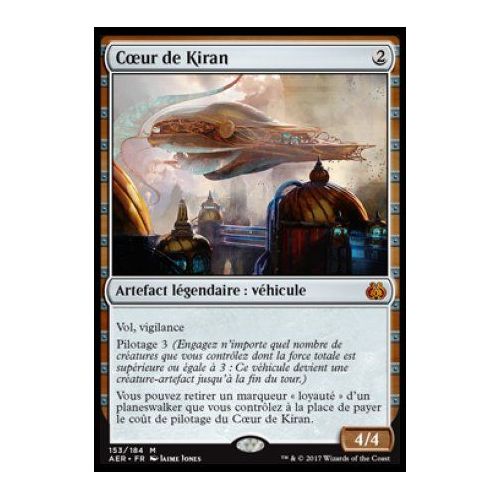 Cœur de Kiran 2
Artefact légendaire : véhicule
Vol, vigilance
Pilotage 3 (Engagez n'importe quel nombre de
créatures que vous contrôlez dont la force totale est
supérieure ou égale à 3 : Ce véhicule devient une
créature-artefact jusqu'à la fin du tour.)
Vous pouvez retirer un marqueur « loyauté » d'un
planeswalker que vous contrôlez à la place de payer
le coût de pilotage du Cœur de Kiran.
4/4
153/184 M
AER • FR JAIME JONES
™ & © 2017 Wizards of the Coast